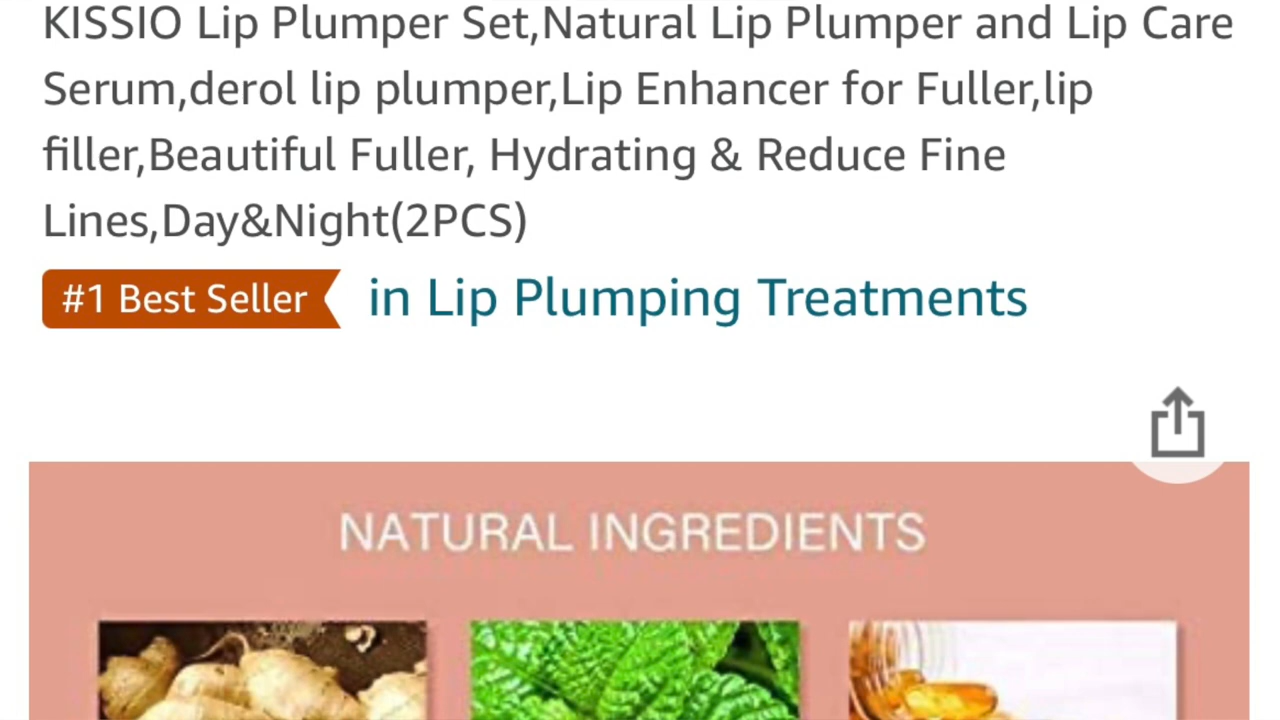 KISSIO Lip Plumper Set,Natural Lip Plumper and Lip Care
Serum,derol lip plumper,Lip Enhancer for Fuller,lip
filler,Beautiful Fuller, Hydrating & Reduce Fine
Lines,Day&Night(2PCS)
#1 Best Seller in Lip Plumping Treatments
NATURAL INGREDIENTS